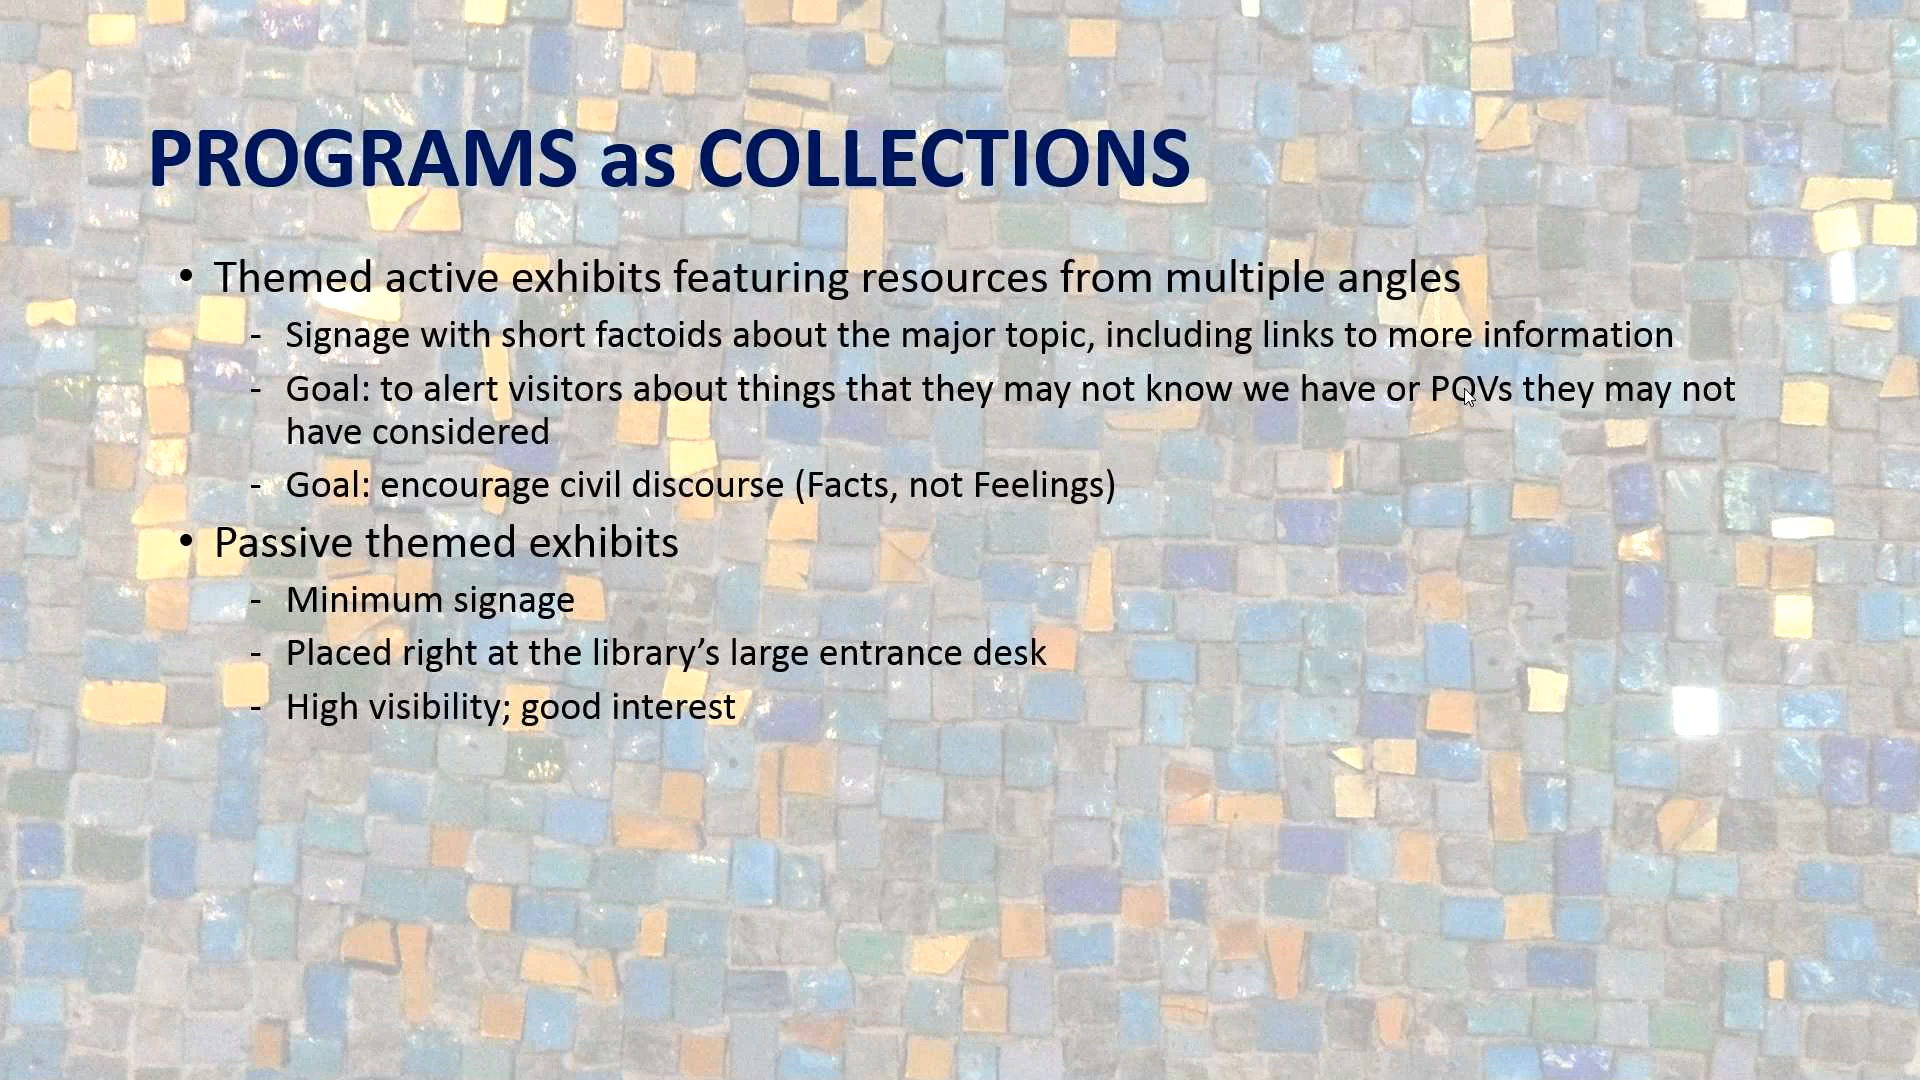 PROGRAMS as COLLECTIONS
• Themed active exhibits featuring resources from multiple angles
- Signage with short factoids about the major topic, including links to more information
- Goal: to alert visitors about things that they may not know we have or POVs they may not
have considered
- Goal: encourage civil discourse (Facts, not Feelings)
• Passive themed exhibits
- Minimum signage
- Placed right at the library’s large entrance desk
- High visibility; good interest